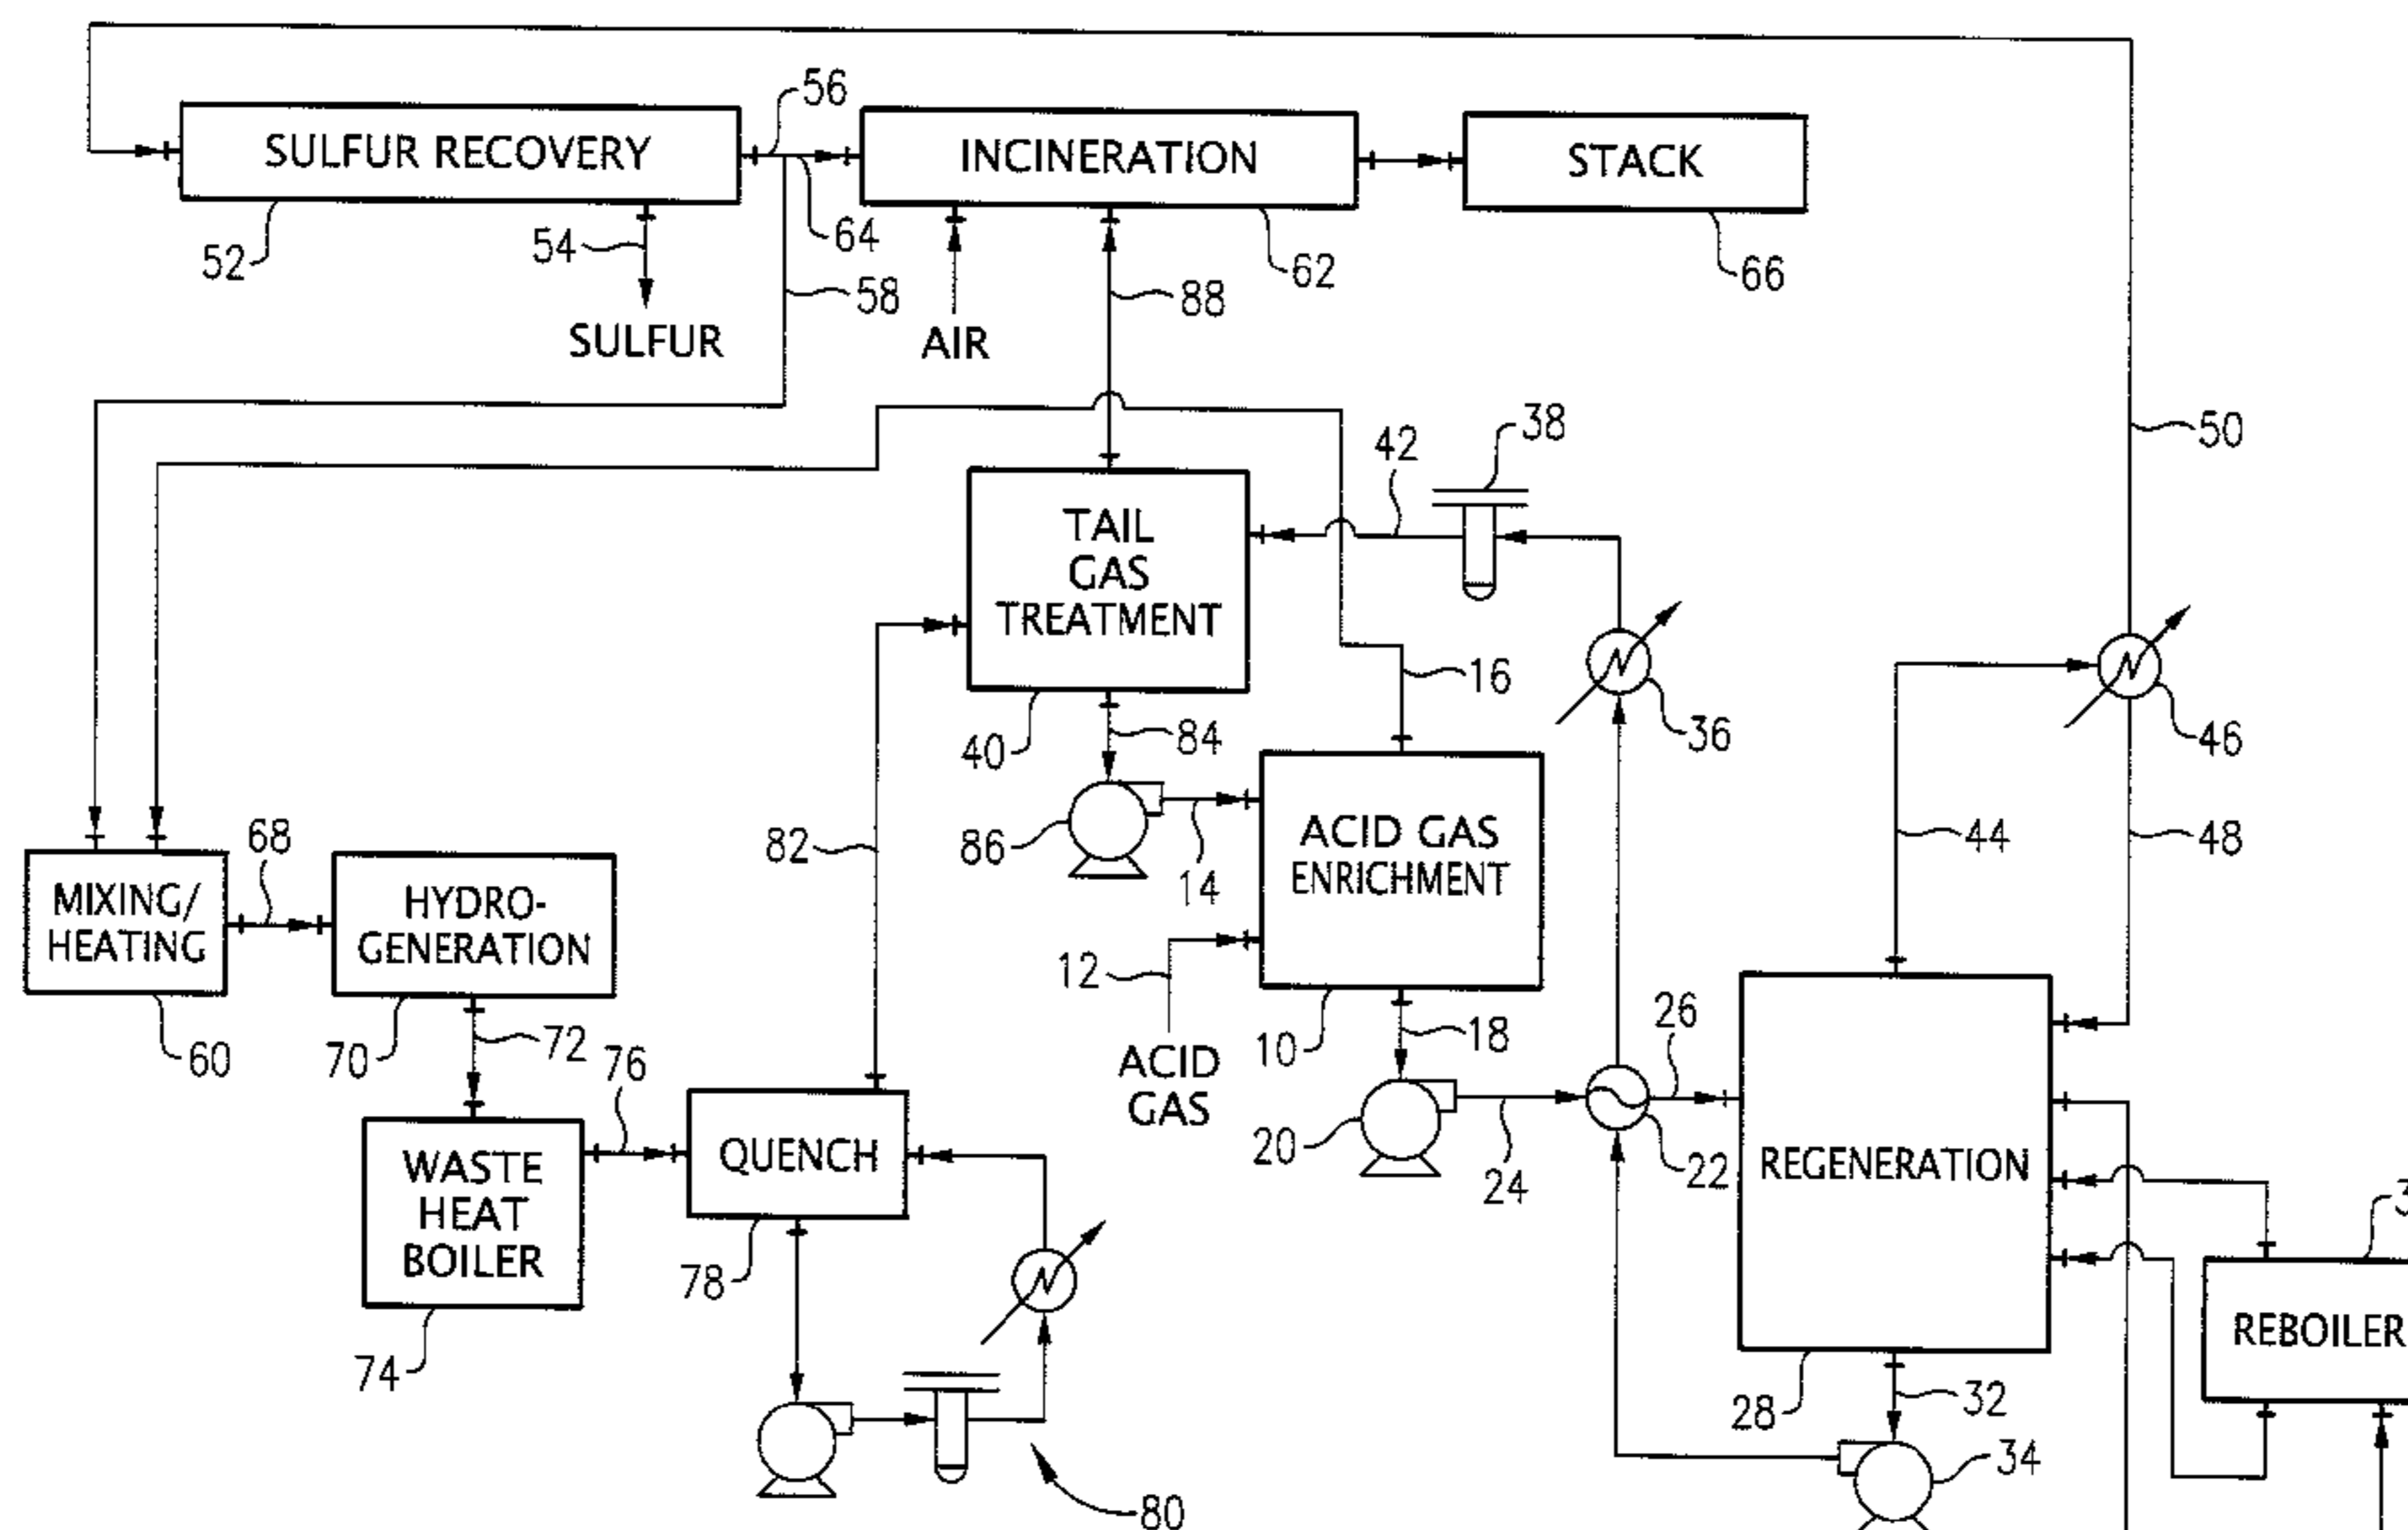 56
SULFUR RECOVERY
INCINERATION
STACK
52
54
64
62
66
58
88
SULFUR
AIR
38
42
50
TAIL
GAS
TREATMENT
16
36
46
40
84
68
82
86
14
44
48
ACID GAS
ENRICHMENT
MIXING/
HEATING
HYDRO-
GENERATION
12
26
60
70
72
76
10
18
ACID
GAS
20
24
22
QUENCH
REGENERATION
WASTE
HEAT
BOILER
78
REBOILER
74
28
32
34
80